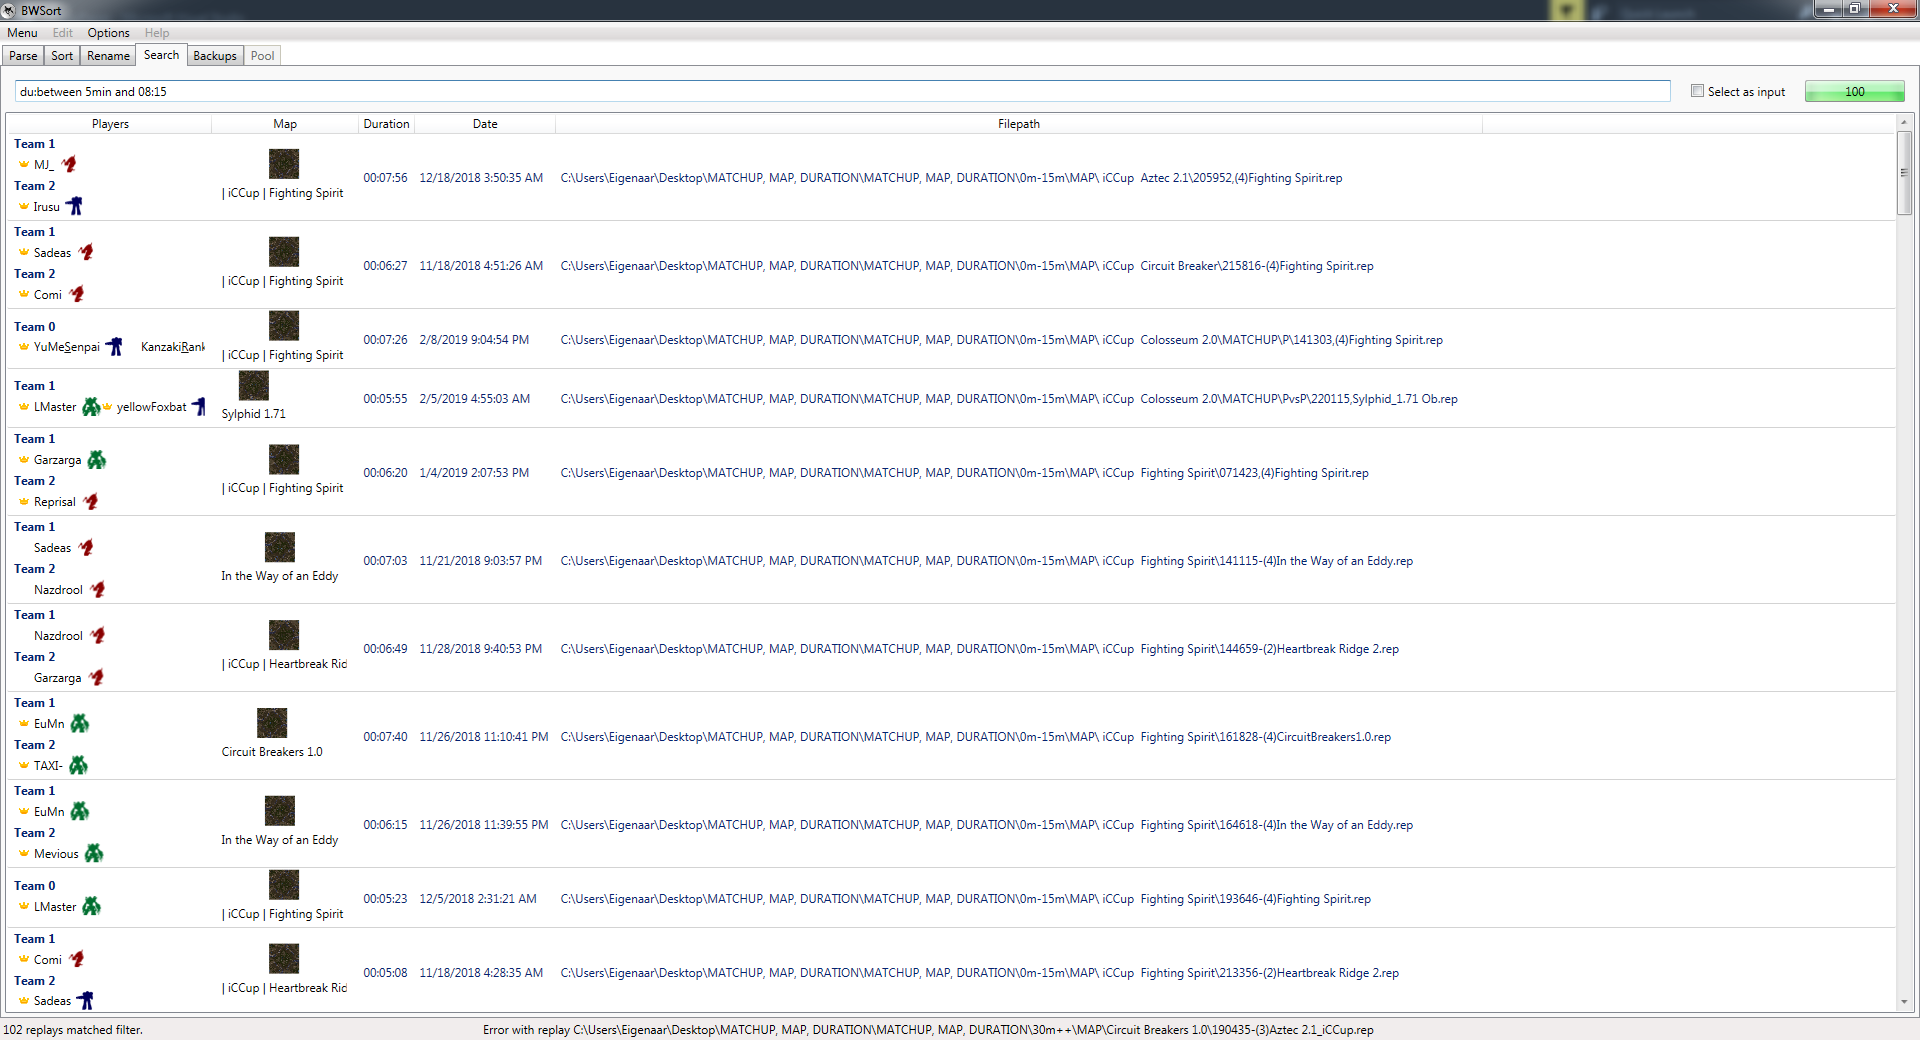 BWSort
Menu Edit Options Help
Parse Sort Rename Search Backups Pool
du:between 5min and 08:15 Select as input 100
Players Map Duration Date Filepath
Team 1
MJ_
Team 2
Irusu
| iCCup | Fighting Spirit
00:07:56 12/18/2018 3:50:35 AM C:\Users\Eigenaar\Desktop\MATCHUP, MAP, DURATION\MATCHUP, MAP, DURATION\0m-15m\MAP\ iCCup  Aztec 2.1\205952,(4)Fighting Spirit.rep
Team 1
Sadeas
Team 2
Comi
| iCCup | Fighting Spirit
00:06:27 11/18/2018 4:51:26 AM C:\Users\Eigenaar\Desktop\MATCHUP, MAP, DURATION\MATCHUP, MAP, DURATION\0m-15m\MAP\ iCCup  Circuit Breaker\215816-(4)Fighting Spirit.rep
Team 0
YuMeSenpai KanzakiRank
| iCCup | Fighting Spirit
00:07:26 2/8/2019 9:04:54 PM C:\Users\Eigenaar\Desktop\MATCHUP, MAP, DURATION\MATCHUP, MAP, DURATION\0m-15m\MAP\ iCCup  Colosseum 2.0\MATCHUP\P\141303,(4)Fighting Spirit.rep
Team 1
LMaster yellowFoxbat
Sylphid 1.71
00:05:55 2/5/2019 4:55:03 AM C:\Users\Eigenaar\Desktop\MATCHUP, MAP, DURATION\MATCHUP, MAP, DURATION\0m-15m\MAP\ iCCup  Colosseum 2.0\MATCHUP\PvsP\220115,Sylphid_1.71 Ob.rep
Team 1
Garzarga
Team 2
Reprisal
| iCCup | Fighting Spirit
00:06:20 1/4/2019 2:07:53 PM C:\Users\Eigenaar\Desktop\MATCHUP, MAP, DURATION\MATCHUP, MAP, DURATION\0m-15m\MAP\ iCCup  Fighting Spirit\071423,(4)Fighting Spirit.rep
Team 1
Sadeas
Team 2
Nazdrool
In the Way of an Eddy
00:07:03 11/21/2018 9:03:57 PM C:\Users\Eigenaar\Desktop\MATCHUP, MAP, DURATION\MATCHUP, MAP, DURATION\0m-15m\MAP\ iCCup  Fighting Spirit\141115-(4)In the Way of an Eddy.rep
Team 1
Nazdrool
Team 2
Garzarga
| iCCup | Heartbreak Rid
00:06:49 11/28/2018 9:40:53 PM C:\Users\Eigenaar\Desktop\MATCHUP, MAP, DURATION\MATCHUP, MAP, DURATION\0m-15m\MAP\ iCCup  Fighting Spirit\144659-(2)Heartbreak Ridge 2.rep
Team 1
EuMn
Team 2
TAXI-
Circuit Breakers 1.0
00:07:40 11/26/2018 11:10:41 PM C:\Users\Eigenaar\Desktop\MATCHUP, MAP, DURATION\MATCHUP, MAP, DURATION\0m-15m\MAP\ iCCup  Fighting Spirit\161828-(4)CircuitBreakers1.0.rep
Team 1
EuMn
Team 2
Mevious
In the Way of an Eddy
00:06:15 11/26/2018 11:39:55 PM C:\Users\Eigenaar\Desktop\MATCHUP, MAP, DURATION\MATCHUP, MAP, DURATION\0m-15m\MAP\ iCCup  Fighting Spirit\164618-(4)In the Way of an Eddy.rep
Team 0
LMaster
| iCCup | Fighting Spirit
00:05:23 12/5/2018 2:31:21 AM C:\Users\Eigenaar\Desktop\MATCHUP, MAP, DURATION\MATCHUP, MAP, DURATION\0m-15m\MAP\ iCCup  Fighting Spirit\193646-(4)Fighting Spirit.rep
Team 1
Comi
Team 2
Sadeas
| iCCup | Heartbreak Rid
00:05:08 11/18/2018 4:28:35 AM C:\Users\Eigenaar\Desktop\MATCHUP, MAP, DURATION\MATCHUP, MAP, DURATION\0m-15m\MAP\ iCCup  Fighting Spirit\213356-(2)Heartbreak Ridge 2.rep
102 replays matched filter. Error with replay C:\Users\Eigenaar\Desktop\MATCHUP, MAP, DURATION\MATCHUP, MAP, DURATION\30m++\MAP\Circuit Breakers 1.0\190435-(3)Aztec 2.1_iCCup.rep